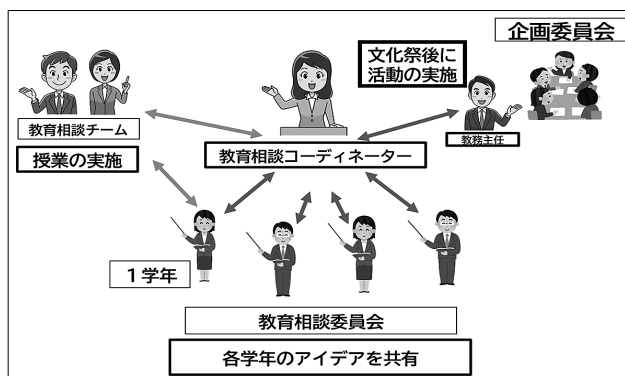 企画委員会
文化祭後に
活動の実施
教育相談チーム
授業の実施
教育相談コーディネーター
教務主任
1学年
教育相談委員会
各学年のアイデアを共有